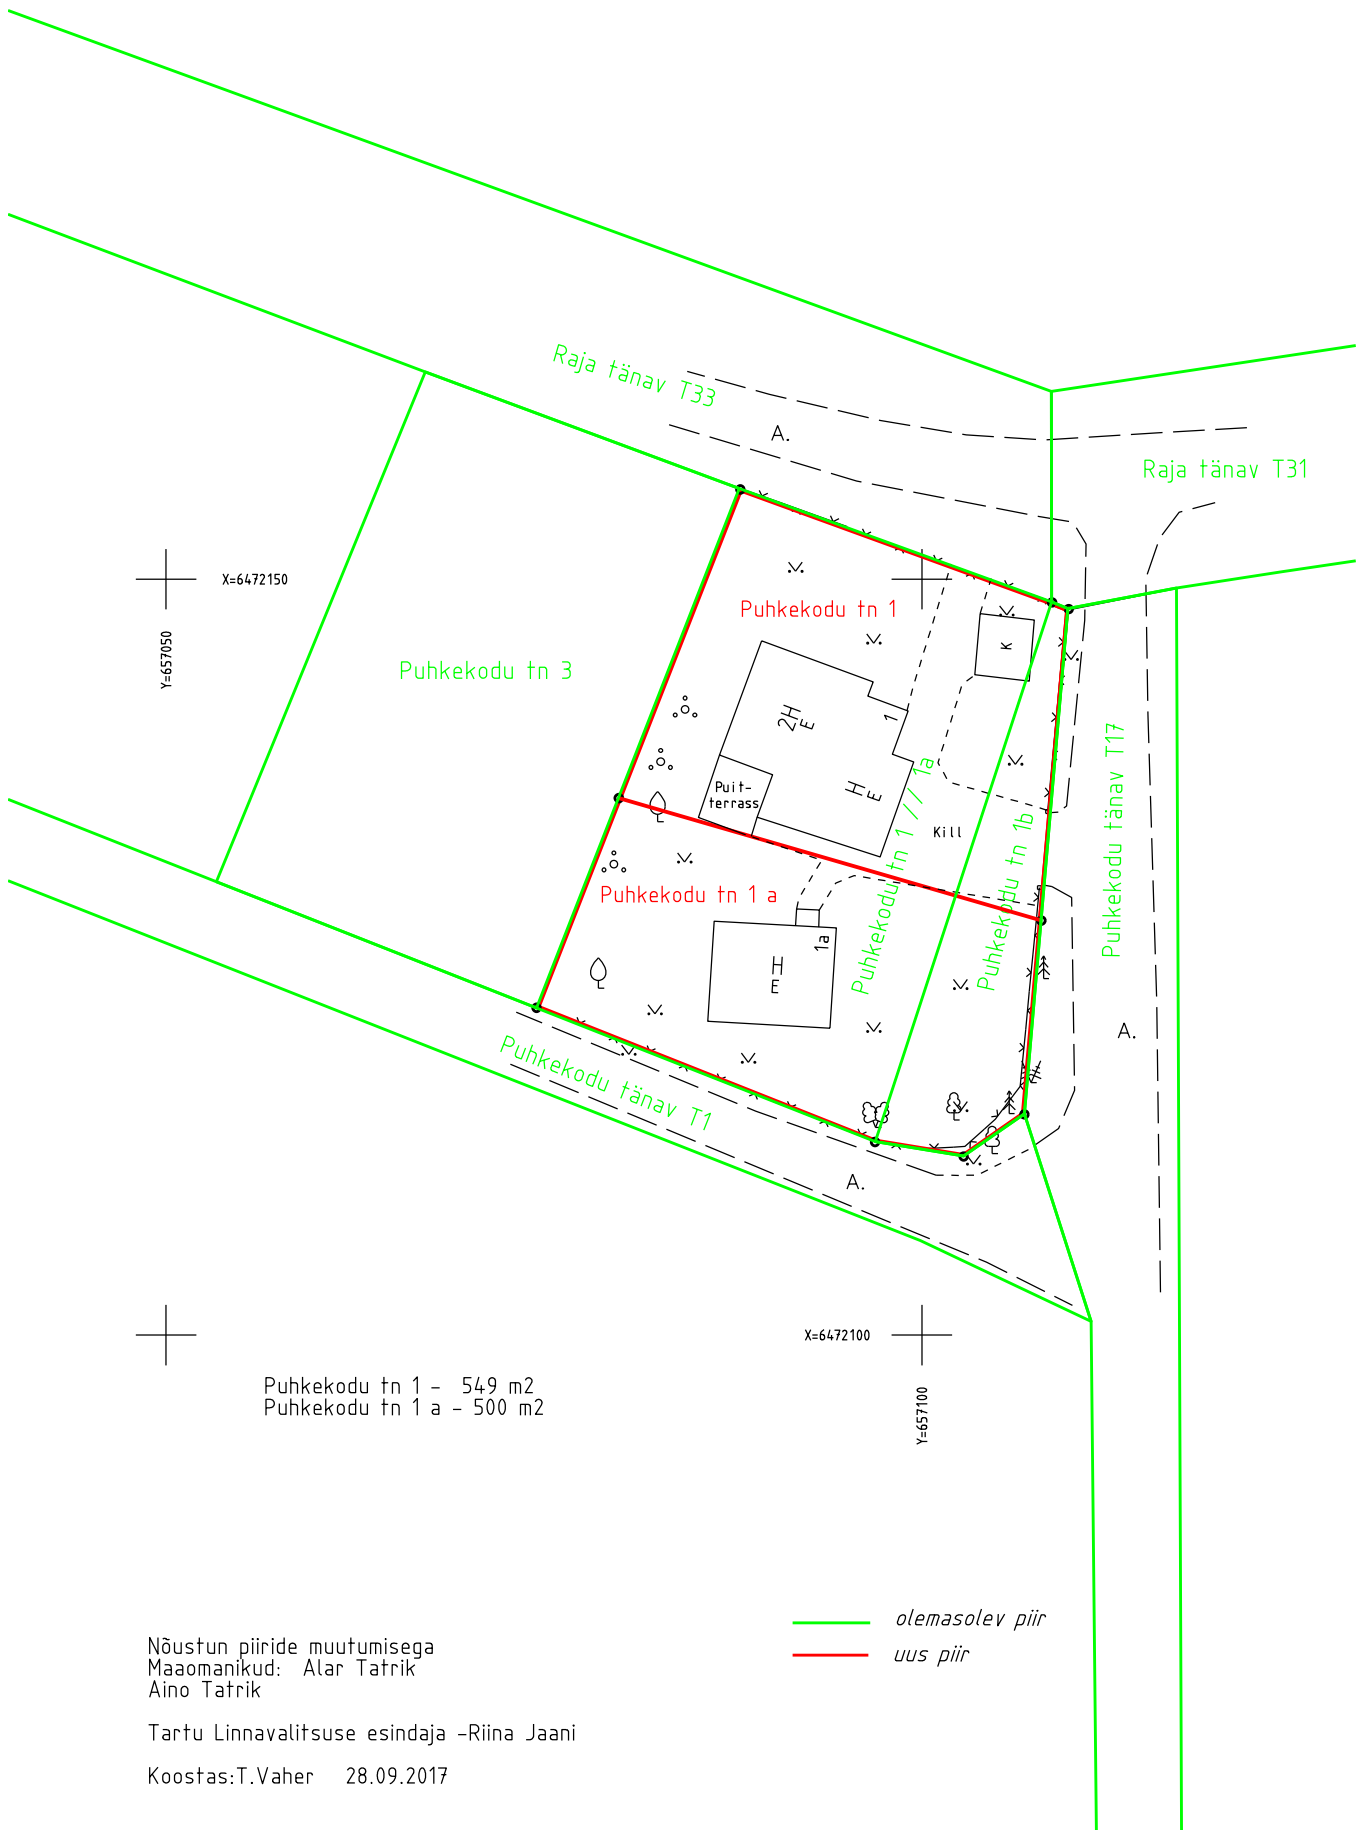 Raja tänav T33
A.
Raja tänav T31
X=6472150
Y=657050
Puhkekodu tn 1
Puhkekodu tn 3
K
2H
E
1
H
E
Puit-
terrass
Kill
Puhkekodu tn 1 // 1a
Puhkekodu tn 1b
Puhkekodu tänav T17
Puhkekodu tn 1 a
1a
H
E
A.
Puhkekodu tänav T1
A.
X=6472100
Y=657100
Puhkekodu tn 1 - 549 m2
Puhkekodu tn 1 a - 500 m2
olemasolev piir
uus piir
Nõustun piiride muutumisega
Maaomanikud: Alar Tatrik
Aino Tatrik
Tartu Linnavalitsuse esindaja -Riina Jaani
Koostas:T.Vaher 28.09.2017